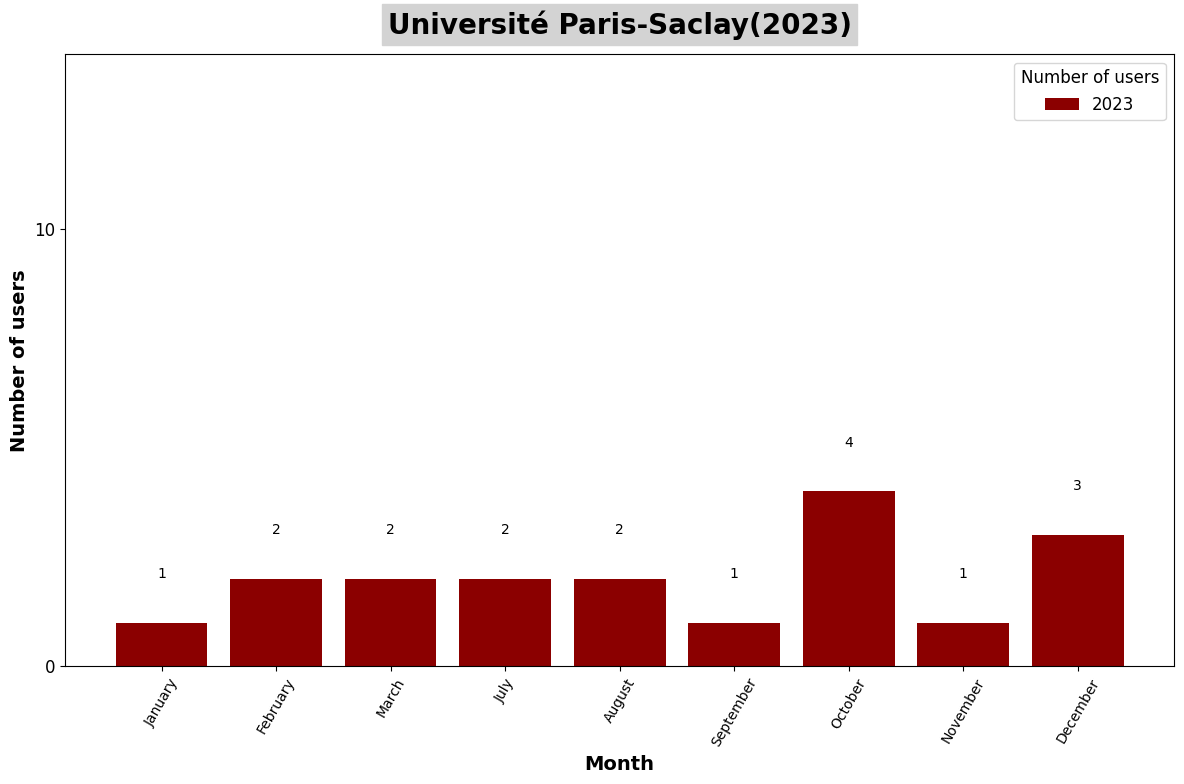 Université Paris-Saclay(2023)
Number of users
2023
Number of users
10
0
1
2
2
2
2
1
4
1
3
January
February
March
July
August
September
October
November
December
Month